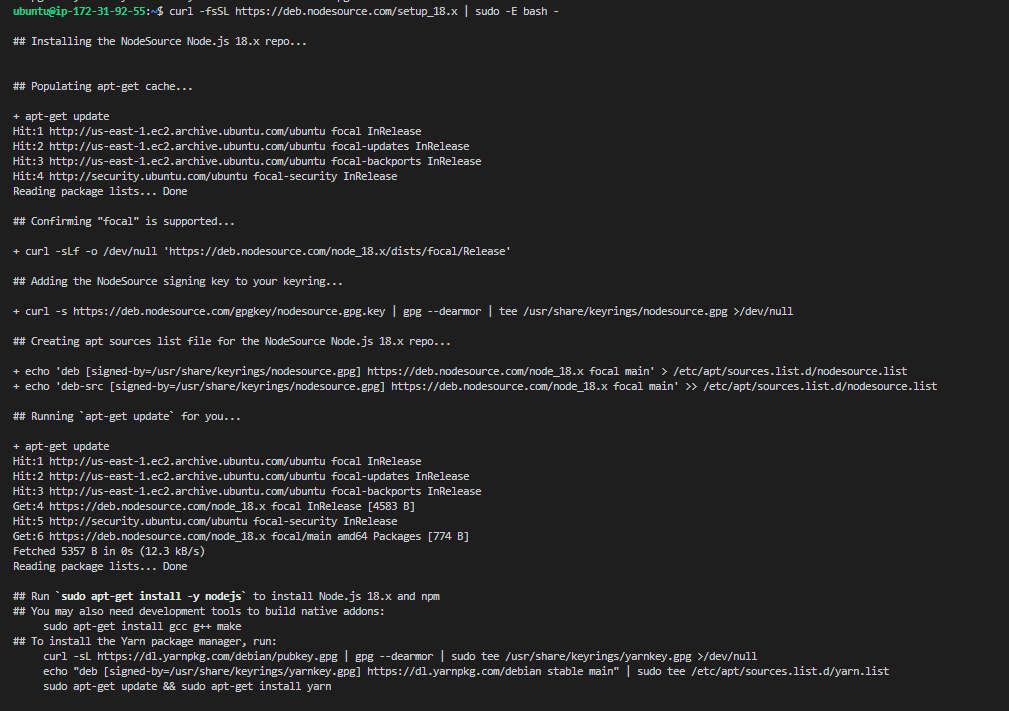 ubuntu@ip-172-31-92-55:~$ curl -fsSL https://deb.nodesource.com/setup_18.x | sudo -E bash -
## Installing the NodeSource Node.js 18.x repo...
## Populating apt-get cache...
+ apt-get update
Hit:1 http://us-east-1.ec2.archive.ubuntu.com/ubuntu focal InRelease
Hit:2 http://us-east-1.ec2.archive.ubuntu.com/ubuntu focal-updates InRelease
Hit:3 http://us-east-1.ec2.archive.ubuntu.com/ubuntu focal-backports InRelease
Hit:4 http://security.ubuntu.com/ubuntu focal-security InRelease
Reading package lists... Done
## Confirming "focal" is supported...
+ curl -sLf -o /dev/null 'https://deb.nodesource.com/node_18.x/dists/focal/Release'
## Adding the NodeSource signing key to your keyring...
+ curl -s https://deb.nodesource.com/gpgkey/nodesource.gpg.key | gpg --dearmor | tee /usr/share/keyrings/nodesource.gpg >/dev/null
## Creating apt sources list file for the NodeSource Node.js 18.x repo...
+ echo 'deb [signed-by=/usr/share/keyrings/nodesource.gpg] https://deb.nodesource.com/node_18.x focal main' > /etc/apt/sources.list.d/nodesource.list
+ echo 'deb-src [signed-by=/usr/share/keyrings/nodesource.gpg] https://deb.nodesource.com/node_18.x focal main' >> /etc/apt/sources.list.d/nodesource.list
## Running `apt-get update` for you...
+ apt-get update
Hit:1 http://us-east-1.ec2.archive.ubuntu.com/ubuntu focal InRelease
Hit:2 http://us-east-1.ec2.archive.ubuntu.com/ubuntu focal-updates InRelease
Hit:3 http://us-east-1.ec2.archive.ubuntu.com/ubuntu focal-backports InRelease
Get:4 https://deb.nodesource.com/node_18.x focal InRelease [4583 B]
Hit:5 http://security.ubuntu.com/ubuntu focal-security InRelease
Get:6 https://deb.nodesource.com/node_18.x focal/main amd64 Packages [774 B]
Fetched 5357 B in 0s (12.3 kB/s)
Reading package lists... Done
## Run `sudo apt-get install -y nodejs` to install Node.js 18.x and npm
## You may also need development tools to build native addons:
sudo apt-get install gcc g++ make
## To install the Yarn package manager, run:
curl -sL https://dl.yarnpkg.com/debian/pubkey.gpg | gpg --dearmor | sudo tee /usr/share/keyrings/yarnkey.gpg >/dev/null
echo "deb [signed-by=/usr/share/keyrings/yarnkey.gpg] https://dl.yarnpkg.com/debian stable main" | sudo tee /etc/apt/sources.list.d/yarn.list
sudo apt-get update && sudo apt-get install yarn